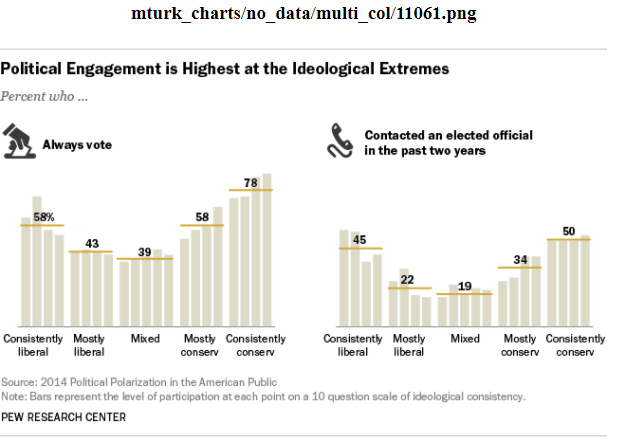 mturk_charts/no_data/multi_col/11061.png
Political Engagement is Highest at the Ideological Extremes
Percent who ...
Always vote
58%
43
39
58
78
Consistently liberal
Mostly liberal
Mixed
Mostly conserv
Consistently conserv
Contacted an elected official
in the past two years
45
22
19
34
50
Consistently liberal
Mostly liberal
Mixed
Mostly conserv
Consistently conserv
Source: 2014 Political Polarization in the American Public
Note: Bars represent the level of participation at each point on a 10 question scale of ideological consistency.
PEW RESEARCH CENTER